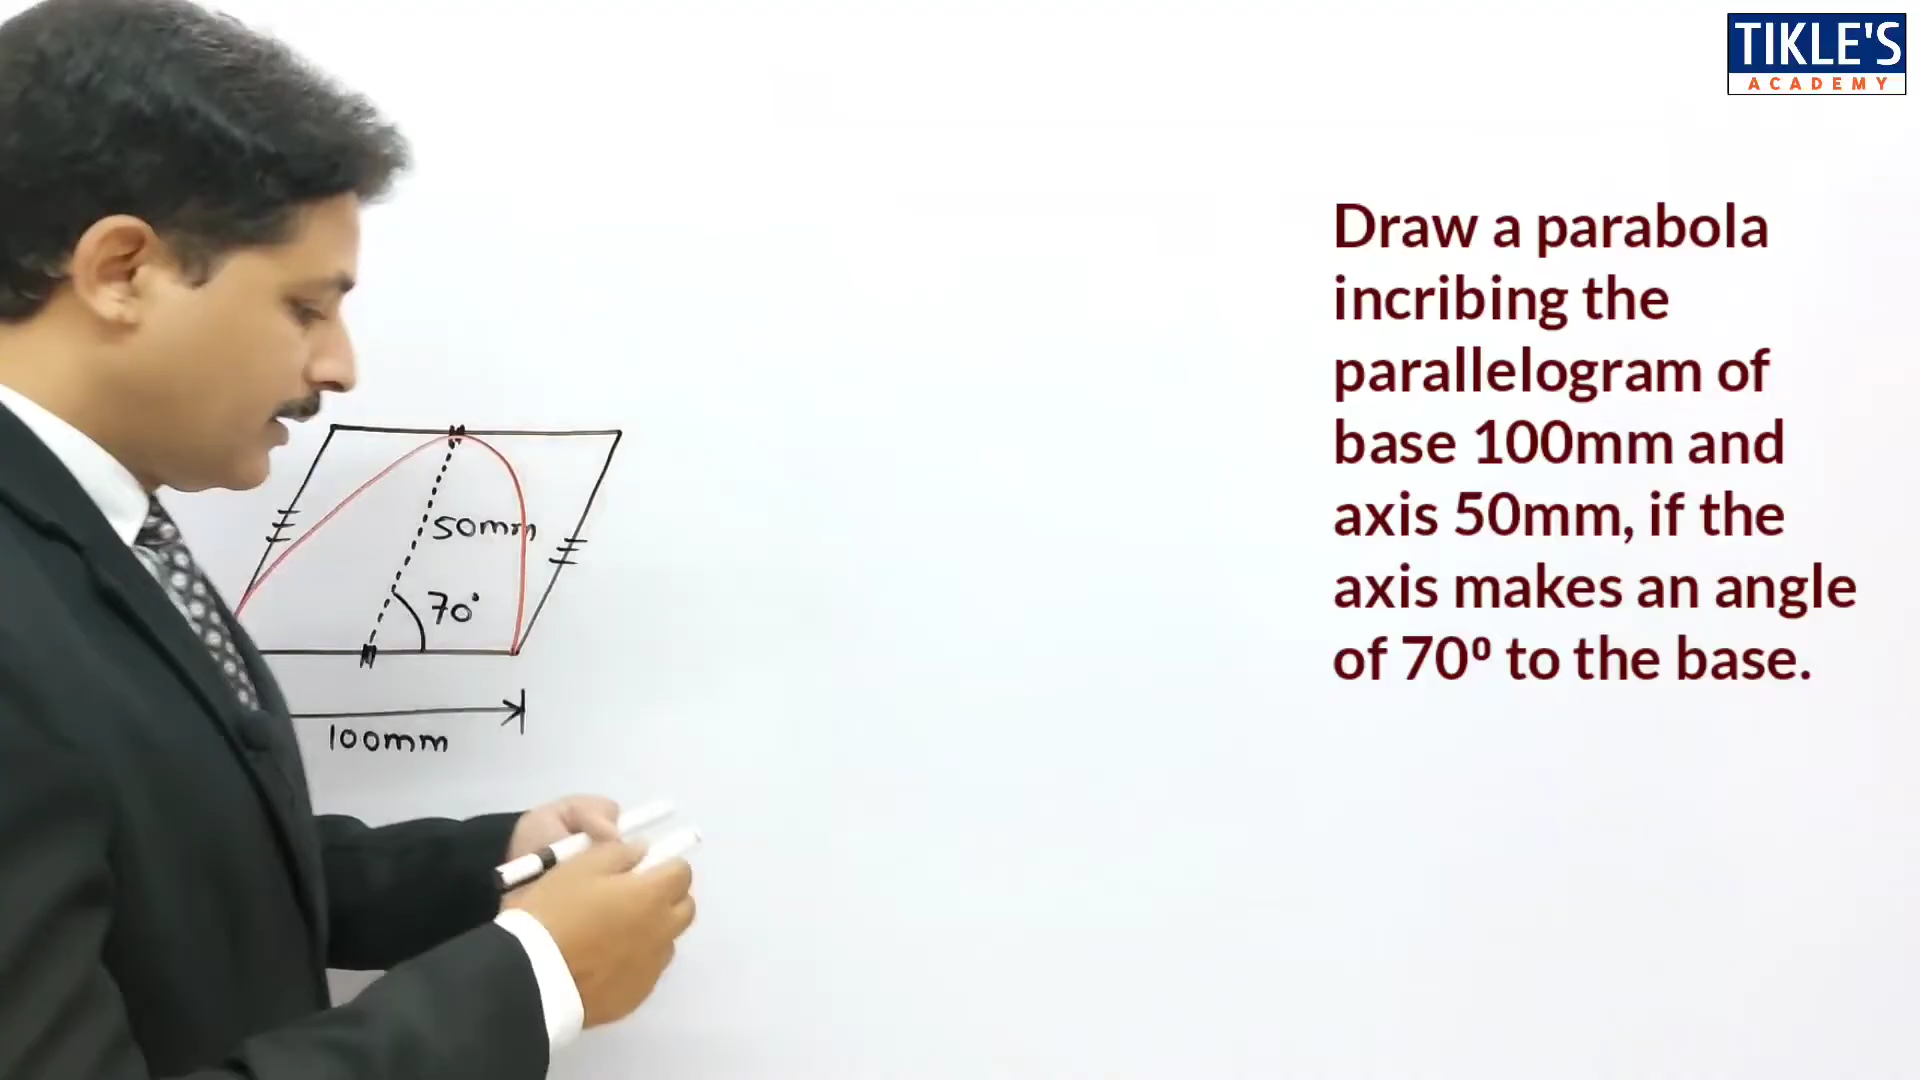 TIKLE'S
ACADEMY
Draw a parabola
incribing the
parallelogram of
base 100mm and
axis 50mm, if the
axis makes an angle
of 70⁰ to the base.
50mm
70°
100mm